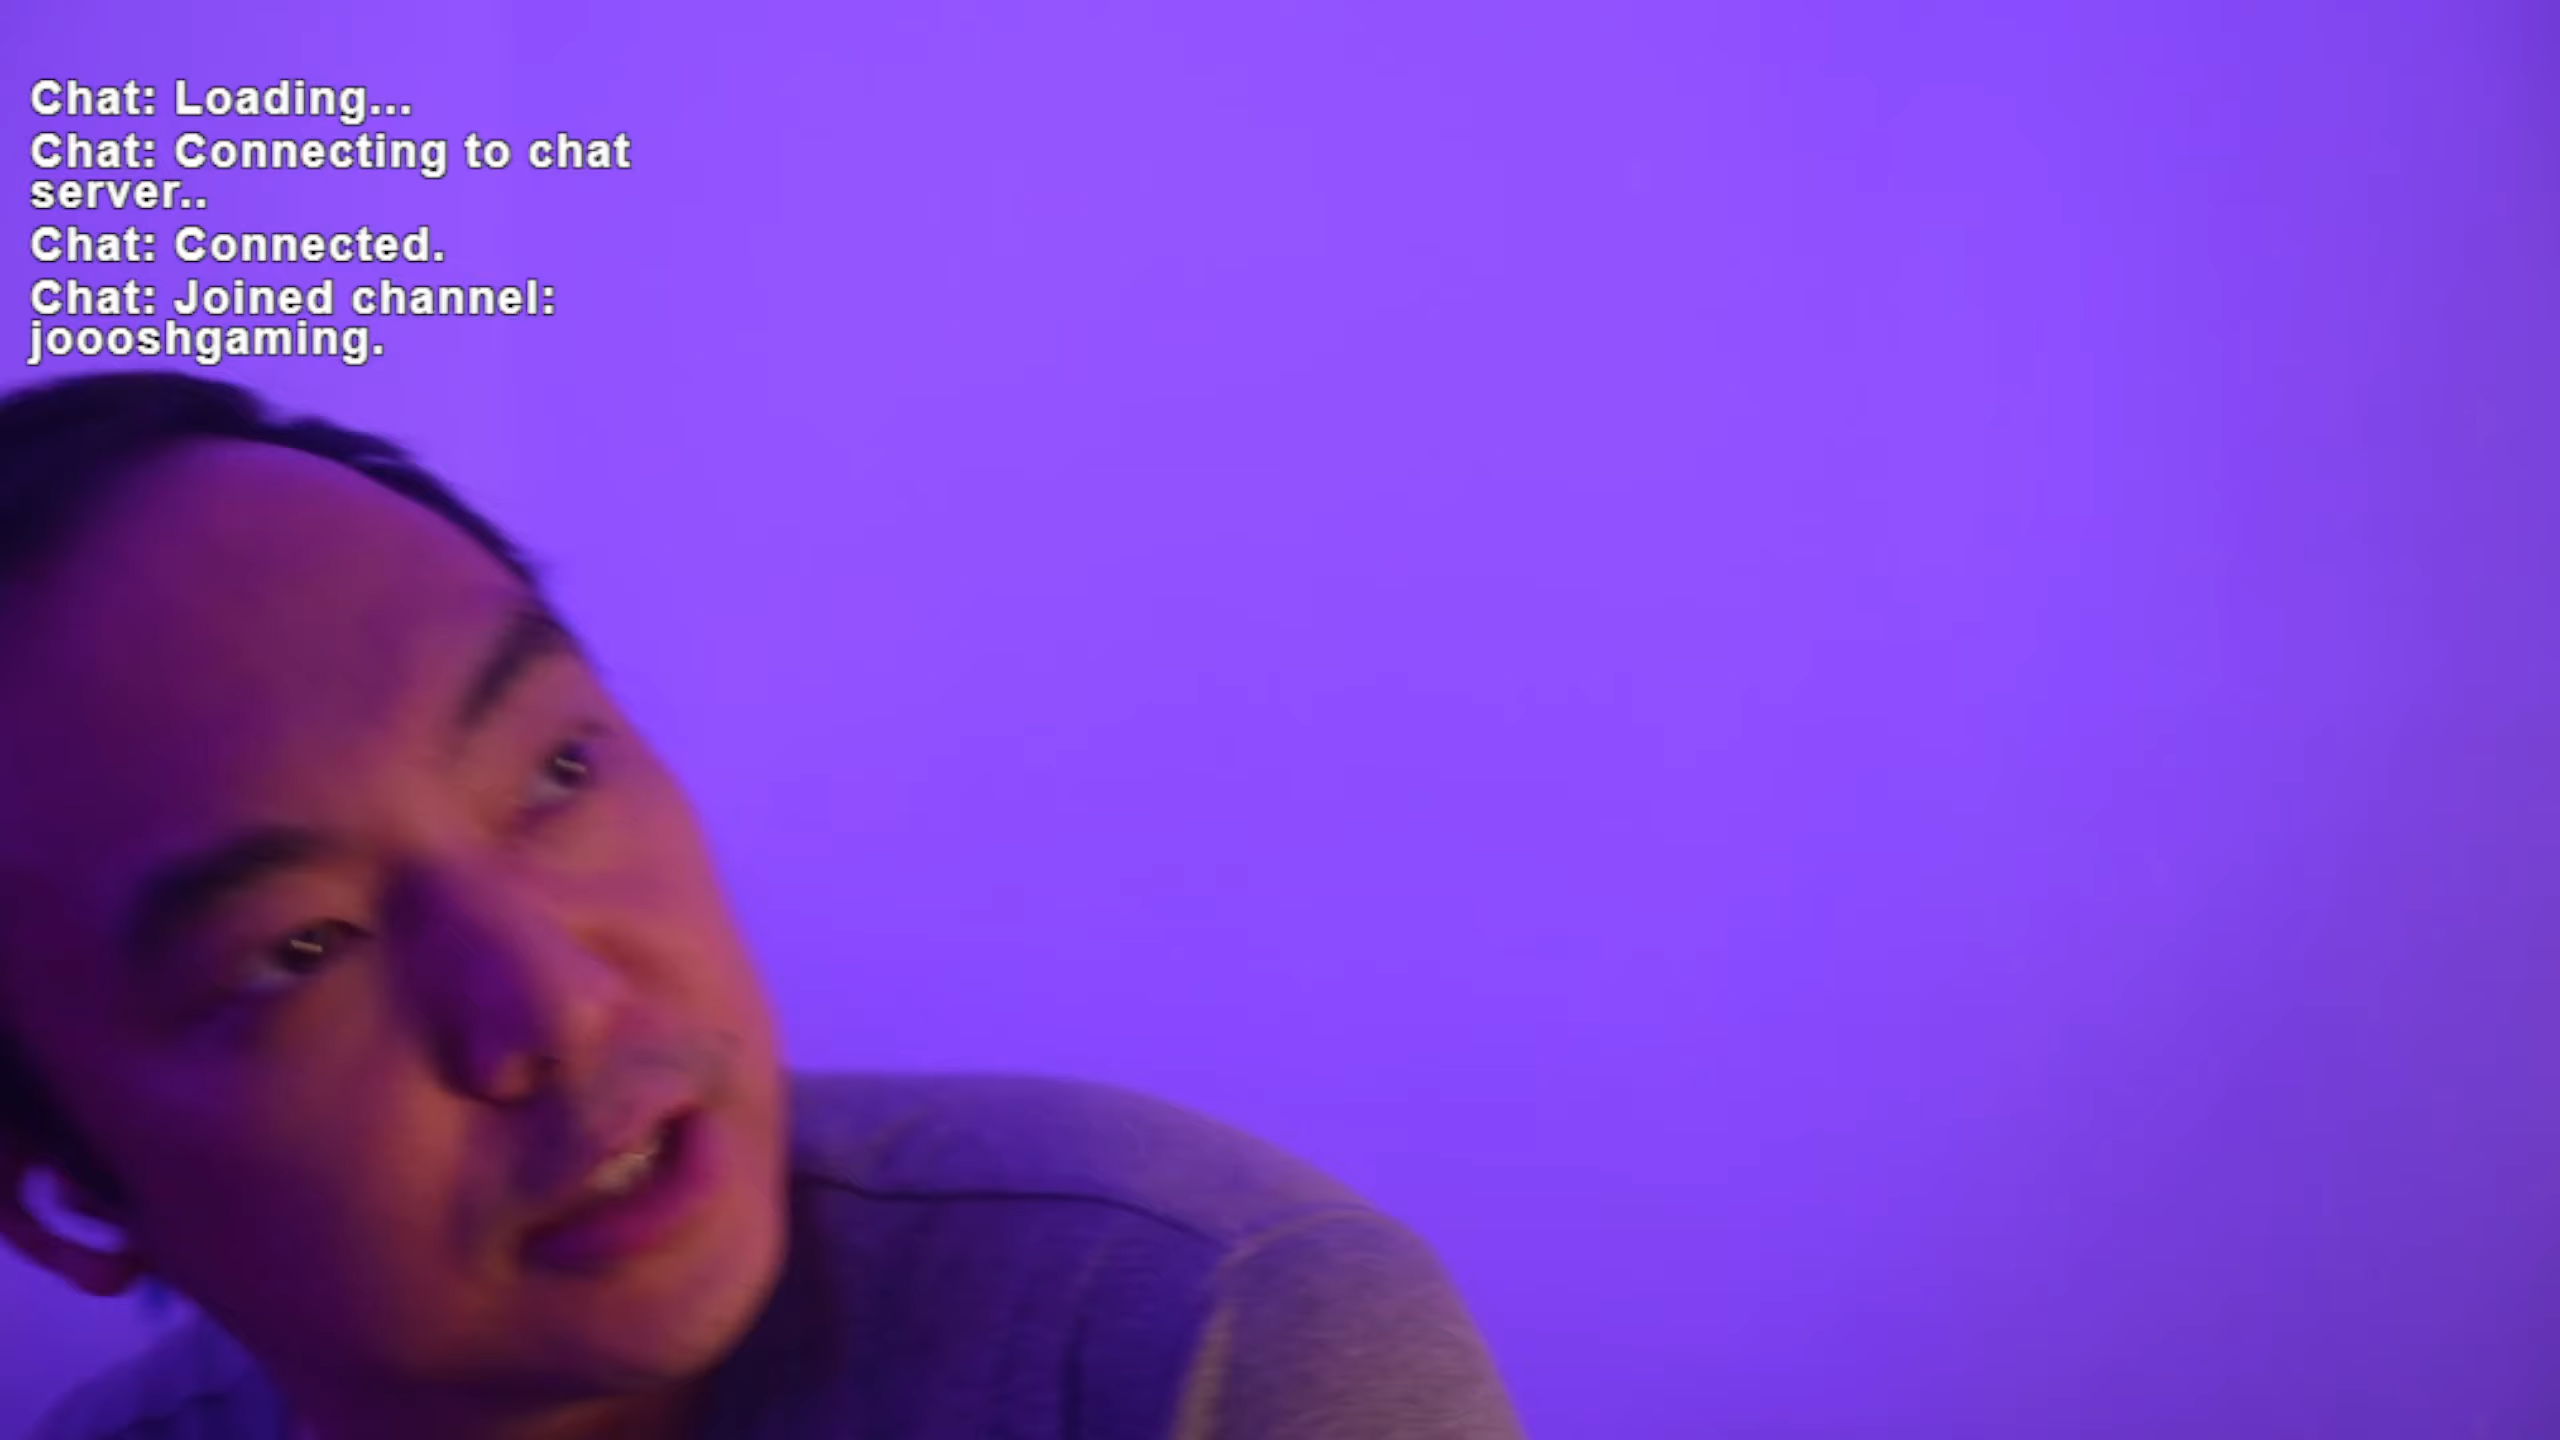 Chat: Loading...
Chat: Connecting to chat
server..
Chat: Connected.
Chat: Joined channel:
joooshgaming.